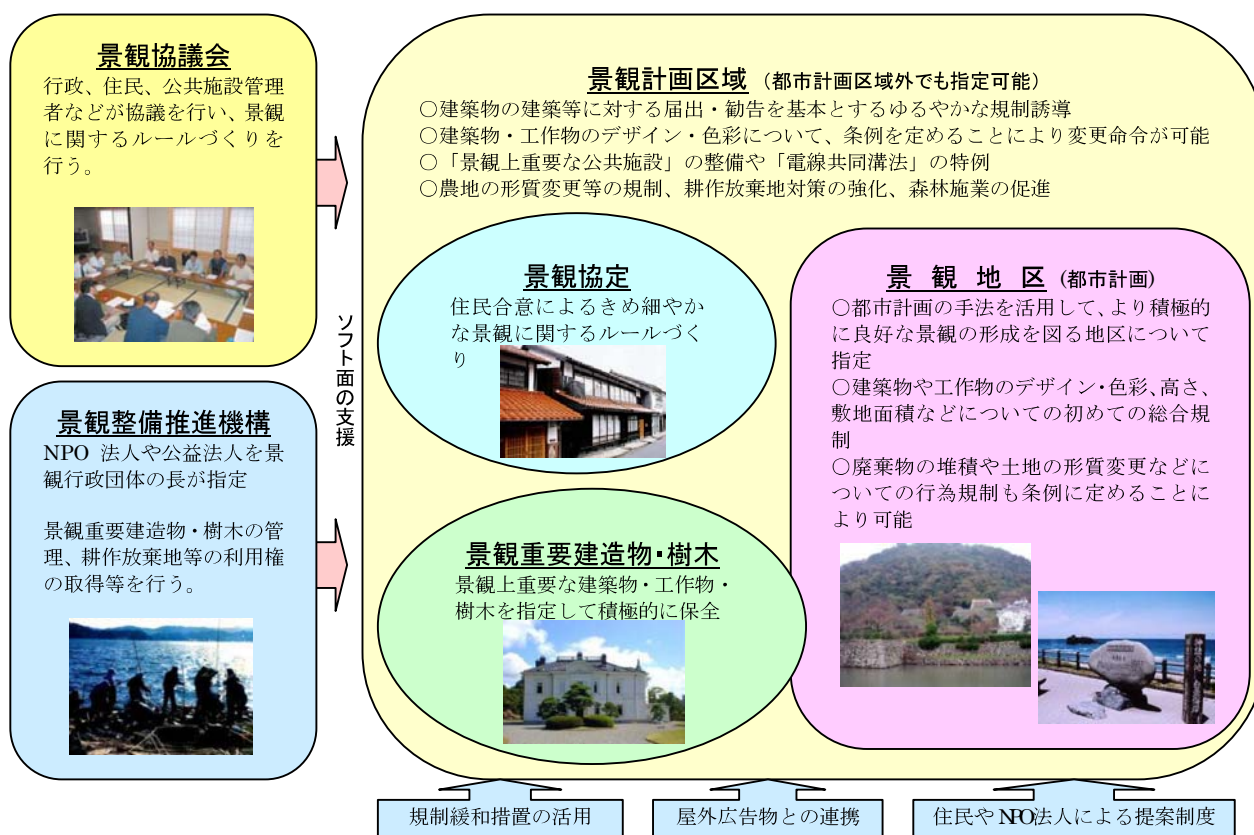 景観協議会
行政、住民、公共施設管理
者などが協議を行い、景観
に関するルールづくりを
行う。
景観整備推進機構
NPO 法人や公益法人を景
観行政団体の長が指定
景観重要建造物・樹木の管
理、耕作放棄地等の利用権
の取得等を行う。
ソフト面の支援
景観計画区域 (都市計画区域外でも指定可能)
○建築物の建築等に対する届出・勧告を基本とするゆるやかな規制誘導
○建築物・工作物のデザイン・色彩について、条例を定めることにより変更命令が可能
○「景観上重要な公共施設」の整備や「電線共同溝法」の特例
○農地の形質変更等の規制、耕作放棄地対策の強化、森林施業の促進
景観協定
住民合意によるきめ細やか
な景観に関するルールづく
り
景観重要建造物・樹木
景観上重要な建築物・工作物・
樹木を指定して積極的に保全
景 観 地 区 (都市計画)
○都市計画の手法を活用して、より積極的
に良好な景観の形成を図る地区について
指定
○建築物や工作物のデザイン・色彩、高さ、
敷地面積などについての初めての総合規
制
○廃棄物の堆積や土地の形質変更などに
ついての行為規制も条例に定めることに
より可能
規制緩和措置の活用
屋外広告物との連携
住民や NPO法人による提案制度